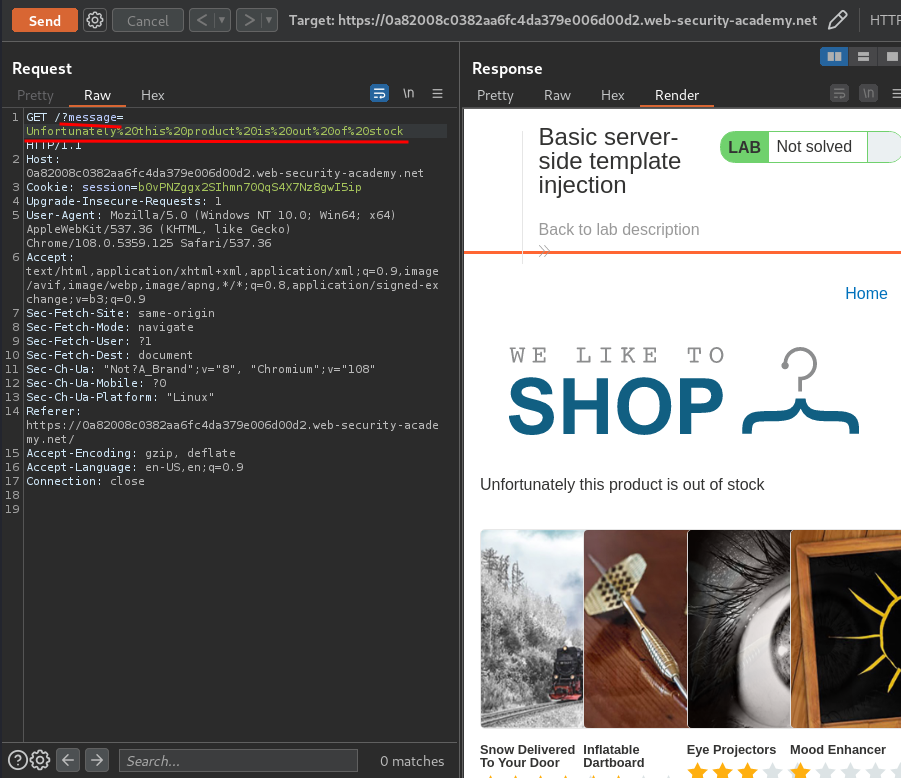 Send
Cancel
Target: https://0a82008c0382aa6fc4da379e006d00d2.web-security-academy.net
Request
Pretty Raw Hex
\n
1 GET /?message=
Unfortunately%20this%20product%20is%20out%20of%20stock
HTTP/1.1
2 Host:
0a82008c0382aa6fc4da379e006d00d2.web-security-academy.net
3 Cookie: session=b0vPNZggx2SIhmn70QqS4X7Nz8gwI5ip
4 Upgrade-Insecure-Requests: 1
5 User-Agent: Mozilla/5.0 (Windows NT 10.0; Win64; x64)
AppleWebKit/537.36 (KHTML, like Gecko)
Chrome/108.0.5359.125 Safari/537.36
6 Accept:
text/html,application/xhtml+xml,application/xml;q=0.9,image
/avif,image/webp,image/apng,*/*;q=0.8,application/signed-ex
change;v=b3;q=0.9
7 Sec-Fetch-Site: same-origin
8 Sec-Fetch-Mode: navigate
9 Sec-Fetch-User: ?1
10 Sec-Fetch-Dest: document
11 Sec-Ch-Ua: "Not?A_Brand";v="8", "Chromium";v="108"
12 Sec-Ch-Ua-Mobile: ?0
13 Sec-Ch-Ua-Platform: "Linux"
14 Referer:
https://0a82008c0382aa6fc4da379e006d00d2.web-security-acade
my.net/
15 Accept-Encoding: gzip, deflate
16 Accept-Language: en-US,en;q=0.9
17 Connection: close
18
19
Search...
0 matches
Response
Pretty Raw Hex Render
\n
Basic server-
side template
injection
LAB Not solved
Back to lab description
Home
WE LIKE TO
SHOP
Unfortunately this product is out of stock
Snow Delivered
To Your Door
Inflatable
Dartboard
Eye Projectors
Mood Enhancer